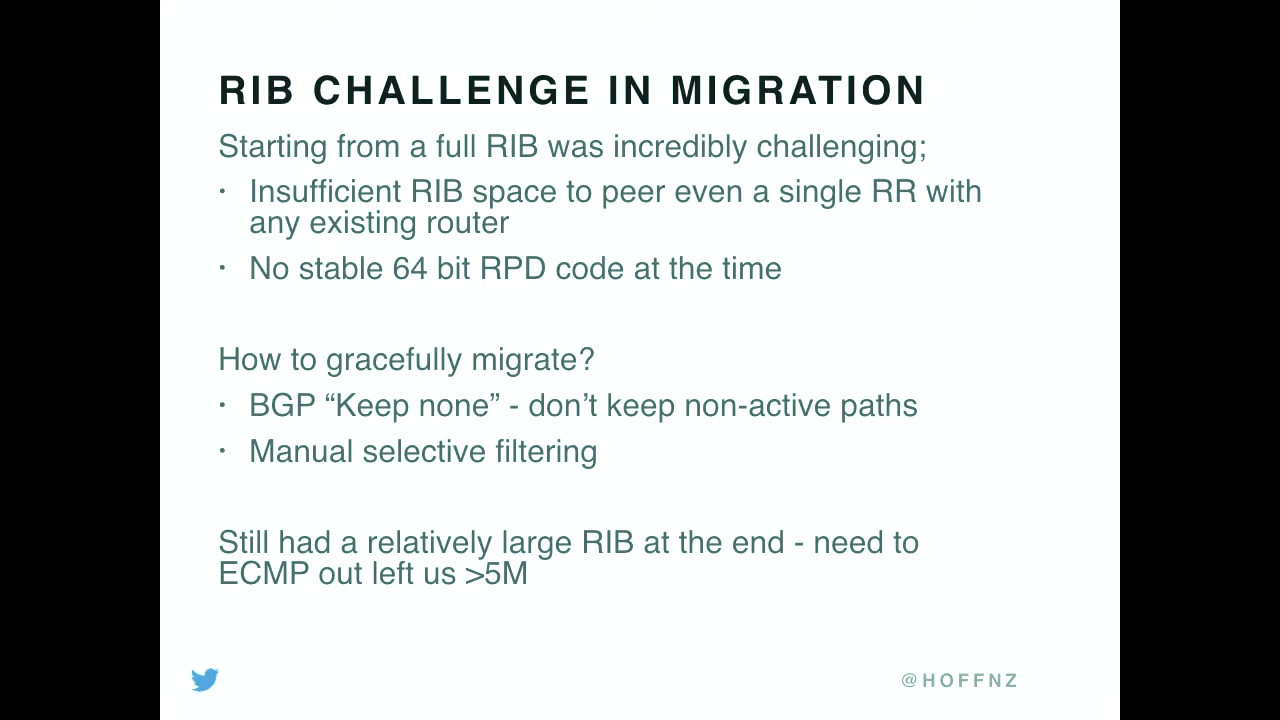 RIB CHALLENGE IN MIGRATION
Starting from a full RIB was incredibly challenging;
· Insufficient RIB space to peer even a single RR with
any existing router
· No stable 64 bit RPD code at the time
How to gracefully migrate?
· BGP “Keep none” - don’t keep non-active paths
· Manual selective filtering
Still had a relatively large RIB at the end - need to
ECMP out left us >5M
@HOFFNZ